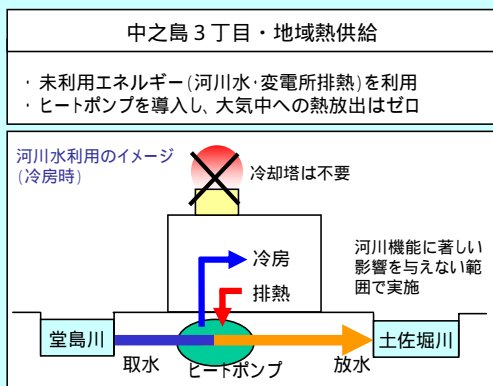 中之島3丁目・地域熱供給
・ 未利用エネルギー(河川水・変電所排熱)を利用
・ ヒートポンプを導入し、大気中への熱放出はゼロ
河川水利用のイメージ
(冷房時)
冷却塔は不要
冷房
排熱
河川機能に著しい
影響を与えない範
囲で実施
堂島川
土佐堀川
取水
ヒートポンプ
放水